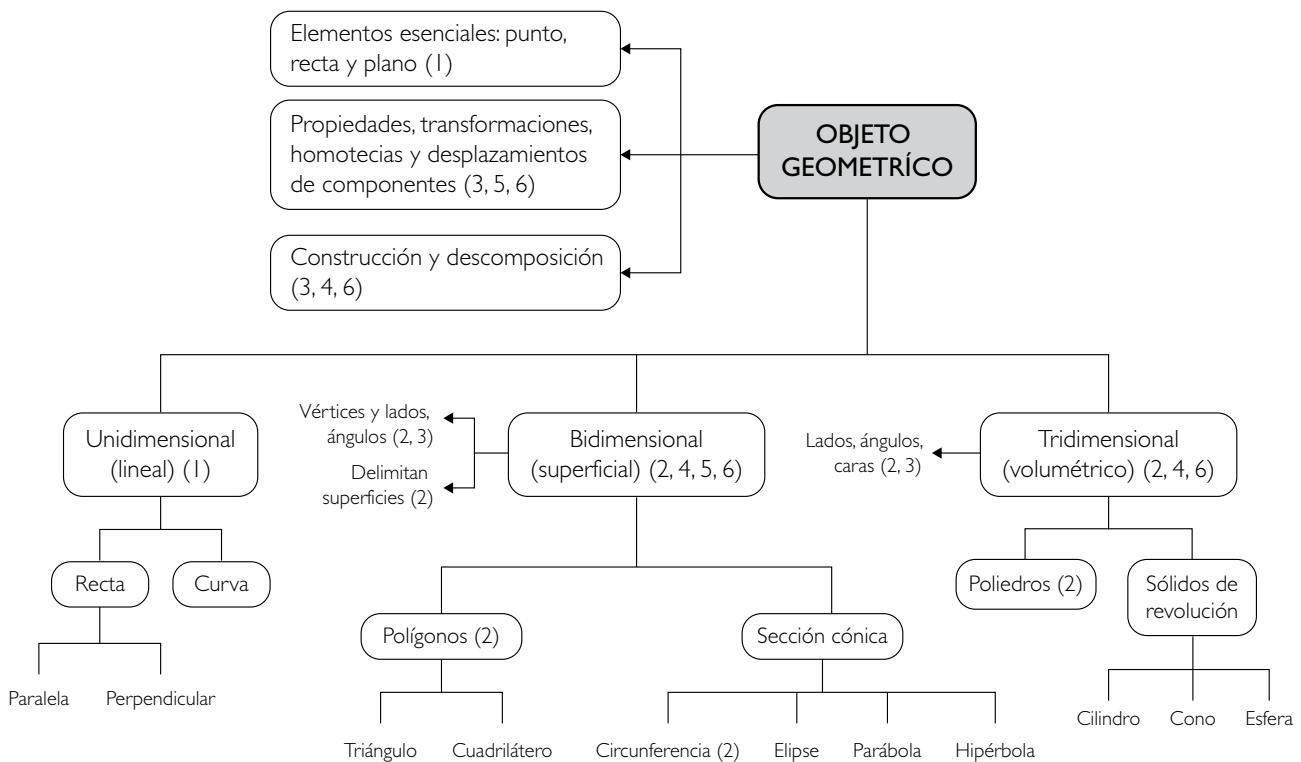 Elementos esenciales: punto,
recta y plano (1)
Propiedades, transformaciones,
homotecias y desplazamientos
de componentes (3, 5, 6)
Construcción y descomposición
(3, 4, 6)
OBJETO
GEOMETRÍCO
Unidimensional
(lineal) (1)
Vértices y lados,
ángulos (2, 3)
Delimitan
superficies (2)
Bidimensional
(superficial) (2, 4, 5, 6)
Lados, ángulos,
caras (2, 3)
Tridimensional
(volumétrico) (2, 4, 6)
Recta
Curva
Paralela
Perpendicular
Polígonos (2)
Sección cónica
Triángulo
Cuadrilátero
Circunferencia (2)
Elipse
Parábola
Hipérbola
Poliedros (2)
Sólidos de
revolución
Cilindro
Cono
Esfera